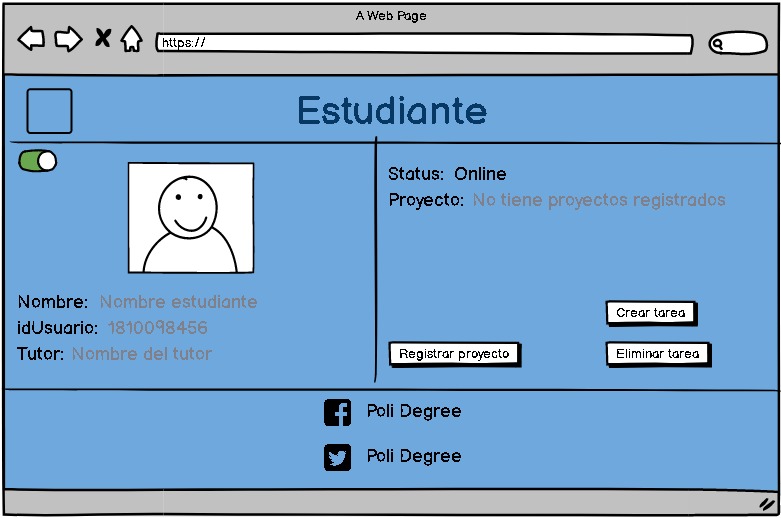 A Web Page
https://
Estudiante
Nombre: Nombre estudiante
idUsuario: 1810098456
Tutor: Nombre del tutor
Status: Online
Proyecto: No tiene proyectos registrados
Crear tarea
Registrar proyecto
Eliminar tarea
Poli Degree
Poli Degree